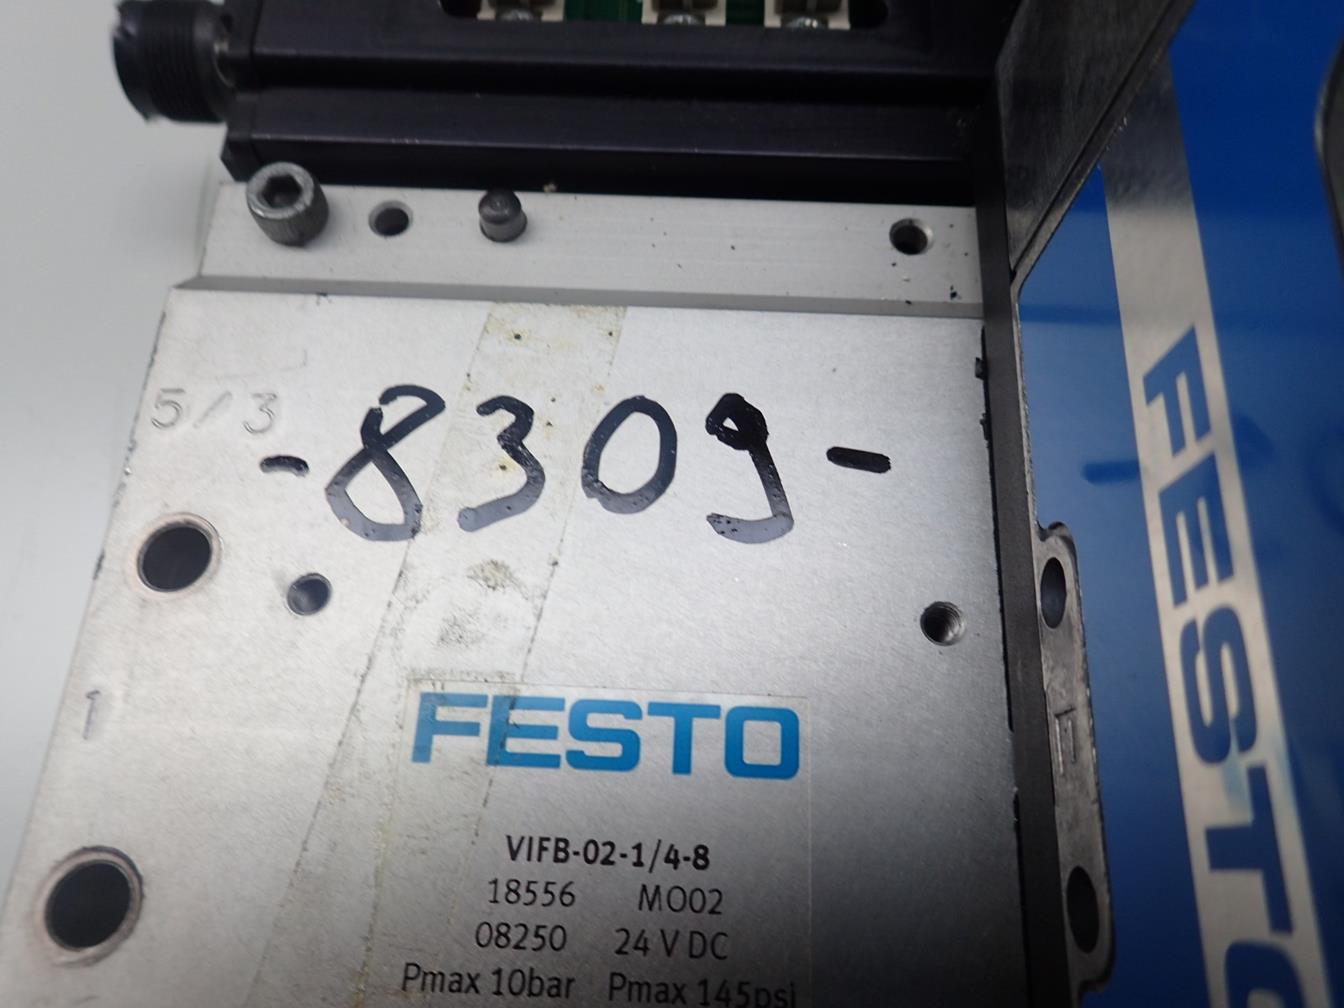 5/3
-8309-
1
FESTO
VIFB-02-1/4-8
18556 MO02
08250 24 V DC
Pmax 10bar Pmax 145psi
FESTO